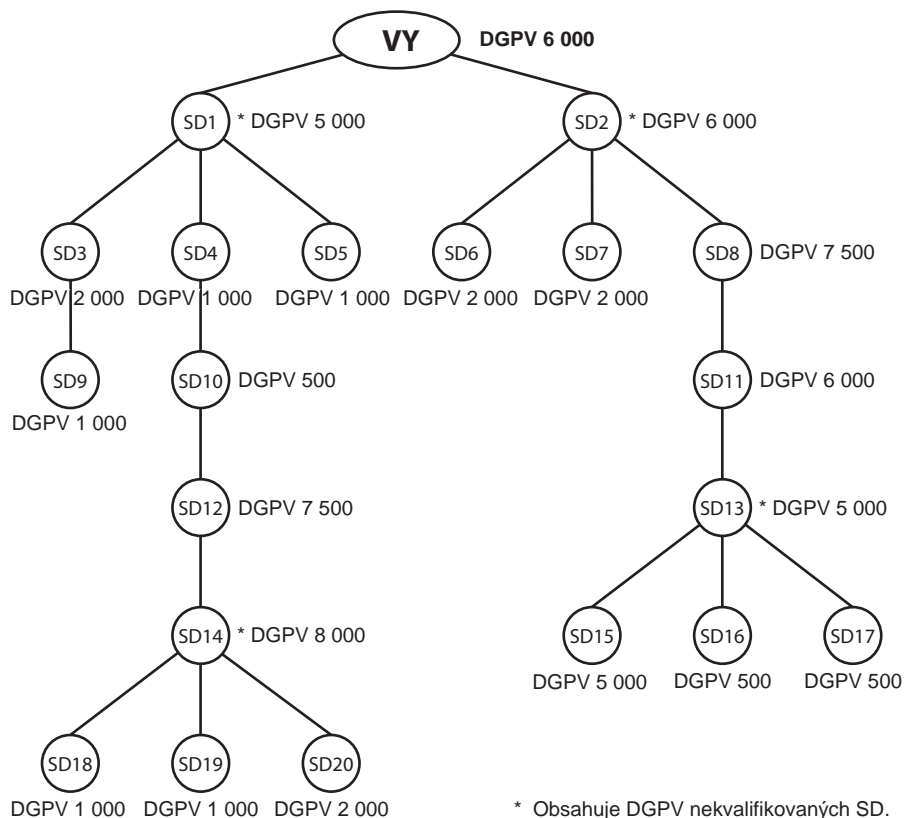 VY DGPV 6 000
SD1 * DGPV 5 000
SD2 * DGPV 6 000
SD3 SD4 SD5 SD6 SD7 SD8 DGPV 7 500
DGPV 2 000 DGPV 1 000 DGPV 1 000 DGPV 2 000 DGPV 2 000
SD9 SD10 DGPV 500 SD11 DGPV 6 000
DGPV 1 000
SD12 DGPV 7 500 SD13 * DGPV 5 000
SD14 * DGPV 8 000 SD15 SD16 SD17
DGPV 5 000 DGPV 500 DGPV 500
SD18 SD19 SD20
DGPV 1 000 DGPV 1 000 DGPV 2 000 * Obsahuje DGPV nekvalifikovaných SD.